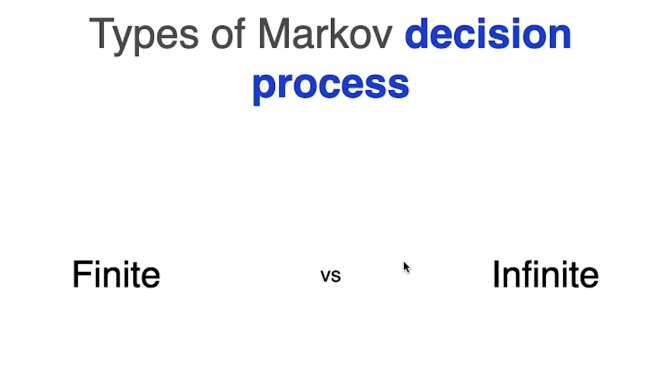 Types of Markov decision
process
Finite vs Infinite